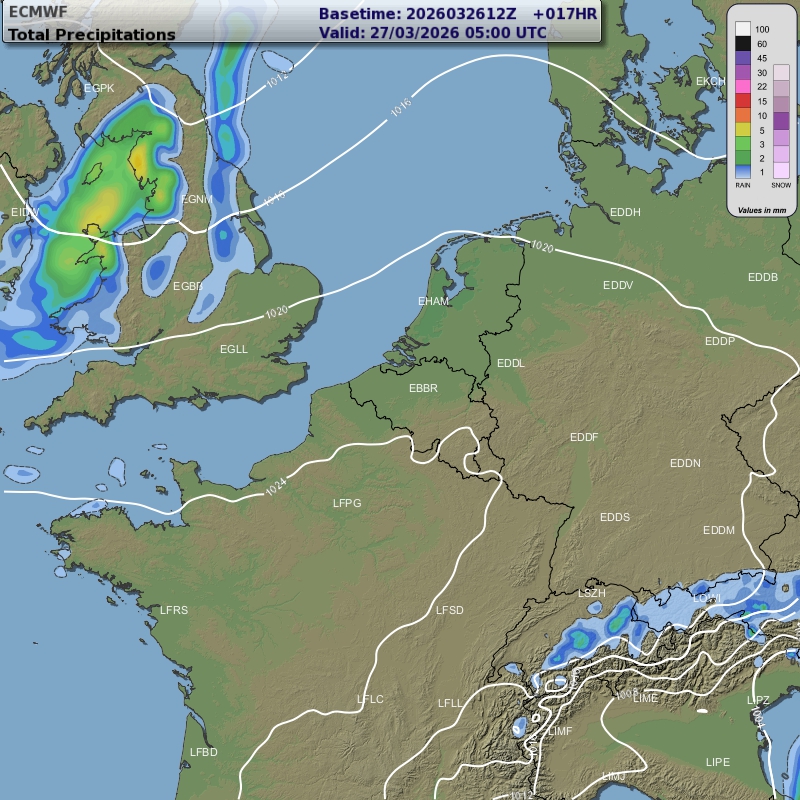 ECMWF
Basetime: 2026032612Z +017HR
Total Precipitations
Valid: 27/03/2026 05:00 UTC
100
60
45
30
22
15
10
5
3
2
1
RAIN SNOW
Values in mm
EGPK
1012
1016
EKCH
EIDW
EGNM
1016
EDDH
1020
EGBB
EDDV
EDDB
EHAM
1020
EGLL
EDDP
EDDL
EBBR
EDDF
EDDN
1024
LFPG
EDDS
EDDM
LSZH
LOWI
LFRS
LFSD
LFLC
LFLL
1008
LIME
LIPZ
1004
LIMF
LFBD
LIPE
LIMJ
1012